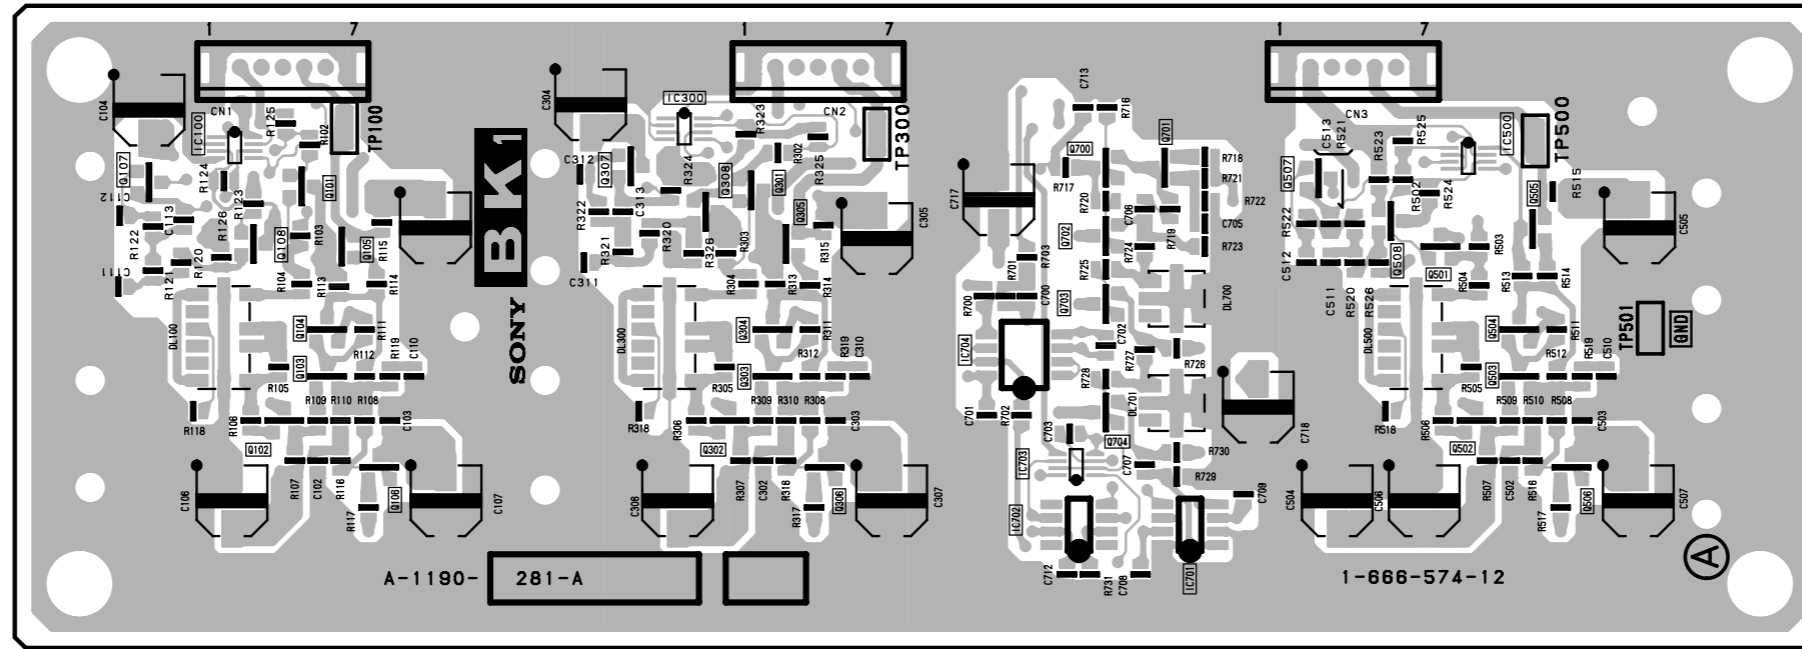 1 7
1 7
1 7
C104
CN1
IC100
R125
R102
TP100
Q107
C112
R124
R123
Q101
R122
C113
R126
Q108
R103
Q105
R115
C111
R121
R120
R104
R113
R114
DL100
Q104
R111
R112
R119
C110
Q103
R105
R109
R110
R108
C103
R118
R106
Q102
C106
R107
C102
R116
R117
Q106
C107
BK1
SONY
C304
IC300
R323
CN2
TP300
C312
Q307
R324
Q308
Q301
R302
R325
R322
C313
R320
R326
R303
Q305
R315
C305
R321
C311
R304
R313
R314
DL300
Q304
R311
R312
R319
C310
Q303
R305
R309
R310
R308
C303
R318
R306
Q302
C306
R307
C302
R316
R317
Q306
C307
C713
R716
C717
Q700
Q701
R717
R718
R721
R720
C706
R722
C705
Q702
R719
R723
R724
R701
R703
R725
R700
C700
Q703
DL700
IC704
C702
R727
R726
R728
C701
R702
DL701
C703
Q704
C718
IC703
C707
R730
R729
C709
IC702
C712
R731
C708
IC701
CN3
C513
R521
R523
R525
IC500
TP500
Q507
R502
R524
Q505
R515
R522
C505
C512
Q508
Q501
R503
R504
R513
R514
C511
R520
R526
DL500
Q504
R511
R512
R519
C510
TP501
GND
Q503
R505
R509
R510
R508
C503
R518
R506
Q502
C504
C506
R507
C502
R516
R517
Q506
C507
A-1190- 281-A
1-666-574-12
A